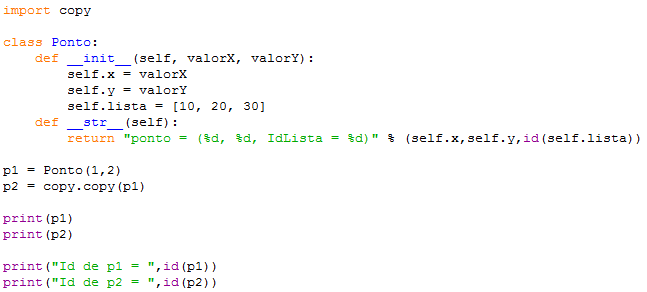 import copy
class Ponto:
    def __init__(self, valorX, valorY):
        self.x = valorX
        self.y = valorY
        self.lista = [10, 20, 30]
    def __str__(self):
        return "ponto = (%d, %d, IdLista = %d)" % (self.x,self.y,id(self.lista))
p1 = Ponto(1,2)
p2 = copy.copy(p1)
print(p1)
print(p2)
print("Id de p1 = ",id(p1))
print("Id de p2 = ",id(p2))